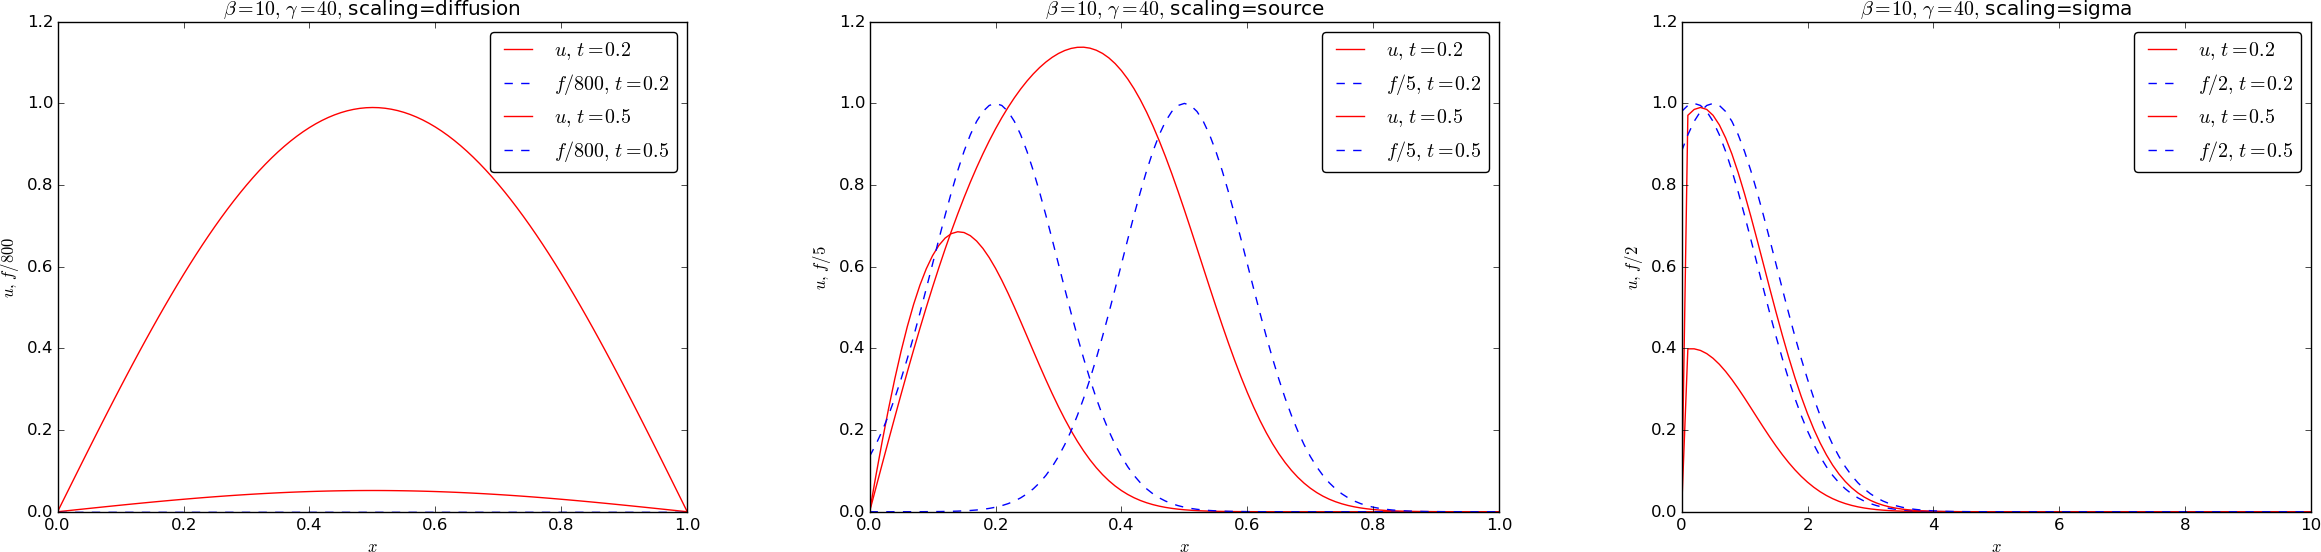 β=10, γ=40, scaling=diffusion
1.2
1.0
0.8
0.6
0.4
0.2
0.0
u, f/800
u, t=0.2
f/800, t=0.2
u, t=0.5
f/800, t=0.5
0.0 0.2 0.4 0.6 0.8 1.0
x
β=10, γ=40, scaling=source
1.2
1.0
0.8
0.6
0.4
0.2
0.0
u, f/5
u, t=0.2
f/5, t=0.2
u, t=0.5
f/5, t=0.5
0.0 0.2 0.4 0.6 0.8 1.0
x
β=10, γ=40, scaling=sigma
1.2
1.0
0.8
0.6
0.4
0.2
0.0
u, f/2
u, t=0.2
f/2, t=0.2
u, t=0.5
f/2, t=0.5
0 2 4 6 8 10
x